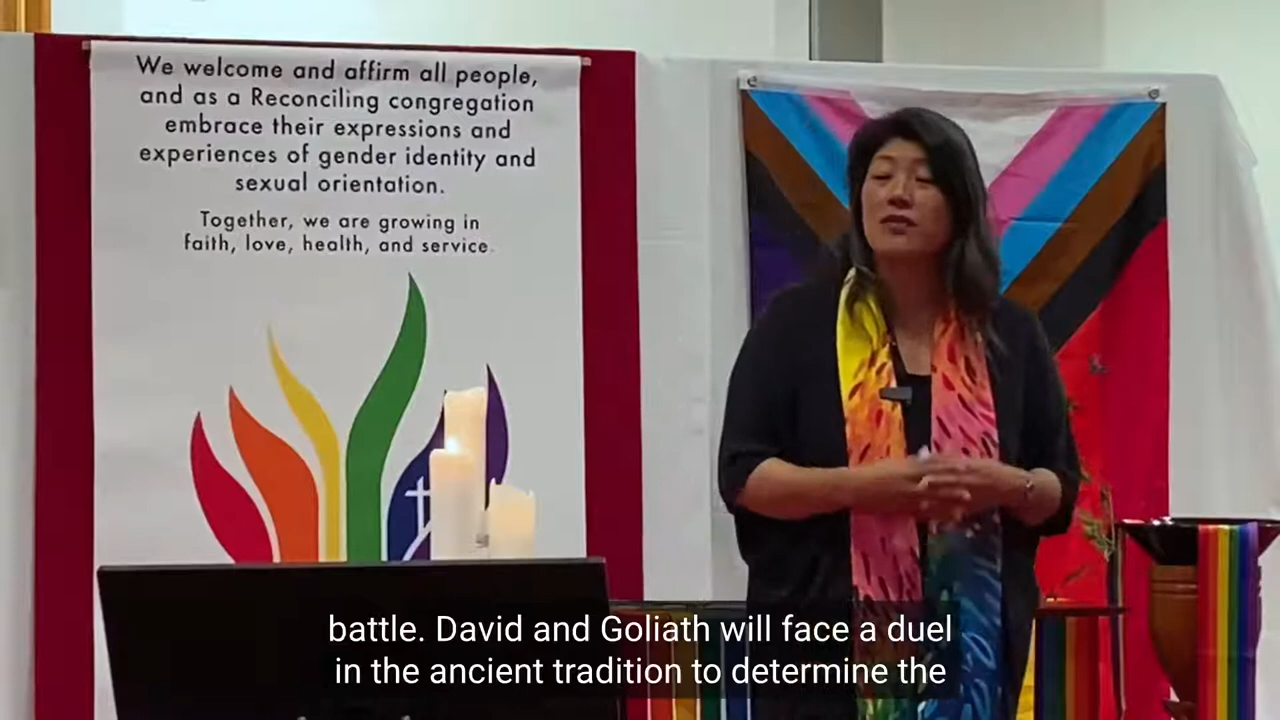 We welcome and affirm all people,
and as a Reconciling congregation
embrace their expressions and
experiences of gender identity and
sexual orientation.
Together, we are growing in
faith, love, health, and service.
battle. David and Goliath will face a duel
in the ancient tradition to determine the